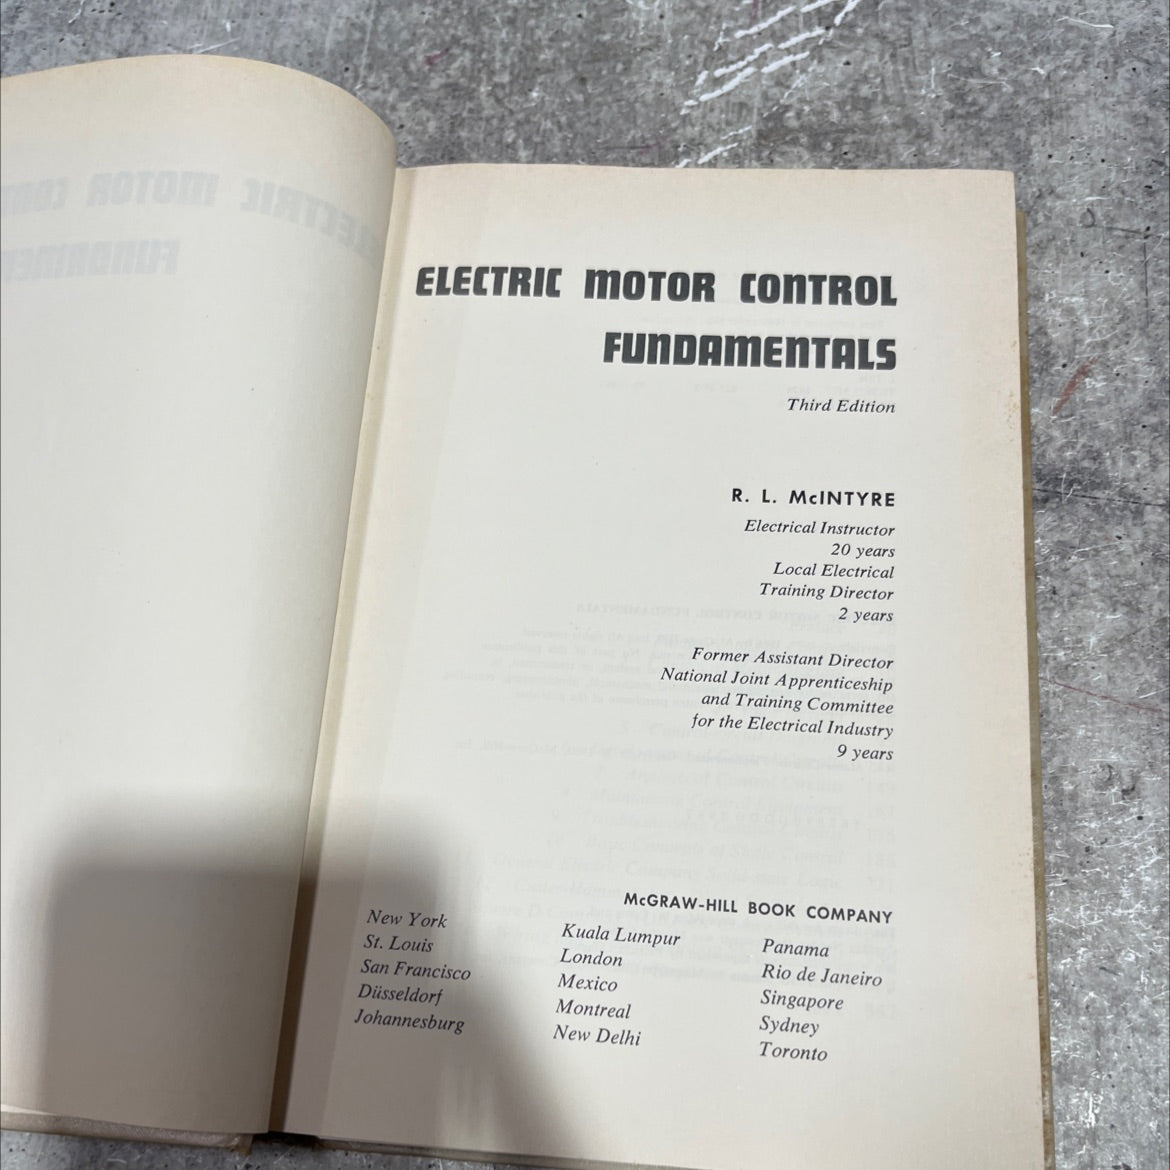 ELECTRIC MOTOR CONTROL
FUNDAMENTALS
Third Edition
R. L. McINTYRE
Electrical Instructor
20 years
Local Electrical
Training Director
2 years
Former Assistant Director
National Joint Apprenticeship
and Training Committee
for the Electrical Industry
9 years
McGRAW-HILL BOOK COMPANY
New York
St. Louis
San Francisco
Düsseldorf
Johannesburg
Kuala Lumpur
London
Mexico
Montreal
New Delhi
Panama
Rio de Janeiro
Singapore
Sydney
Toronto